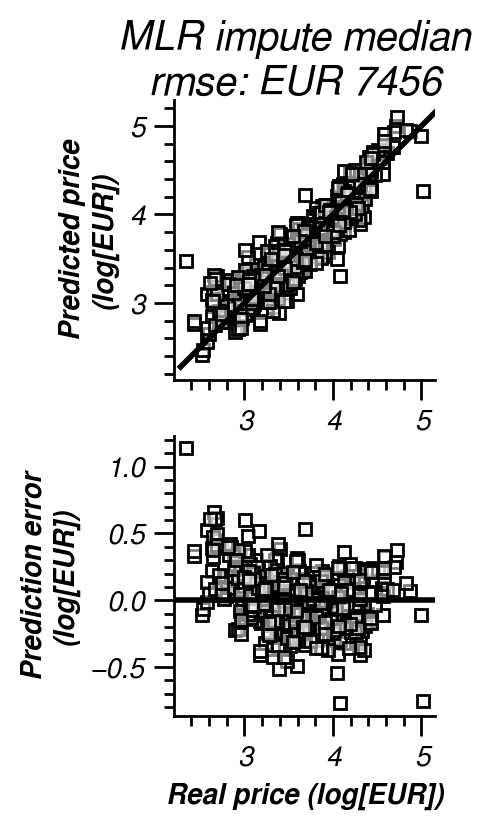 MLR impute median
rmse: EUR 7456
Predicted price
(log[EUR])
5
4
3
3 4 5
Prediction error
(log[EUR])
1.0
0.5
0.0
−0.5
3 4 5
Real price (log[EUR])